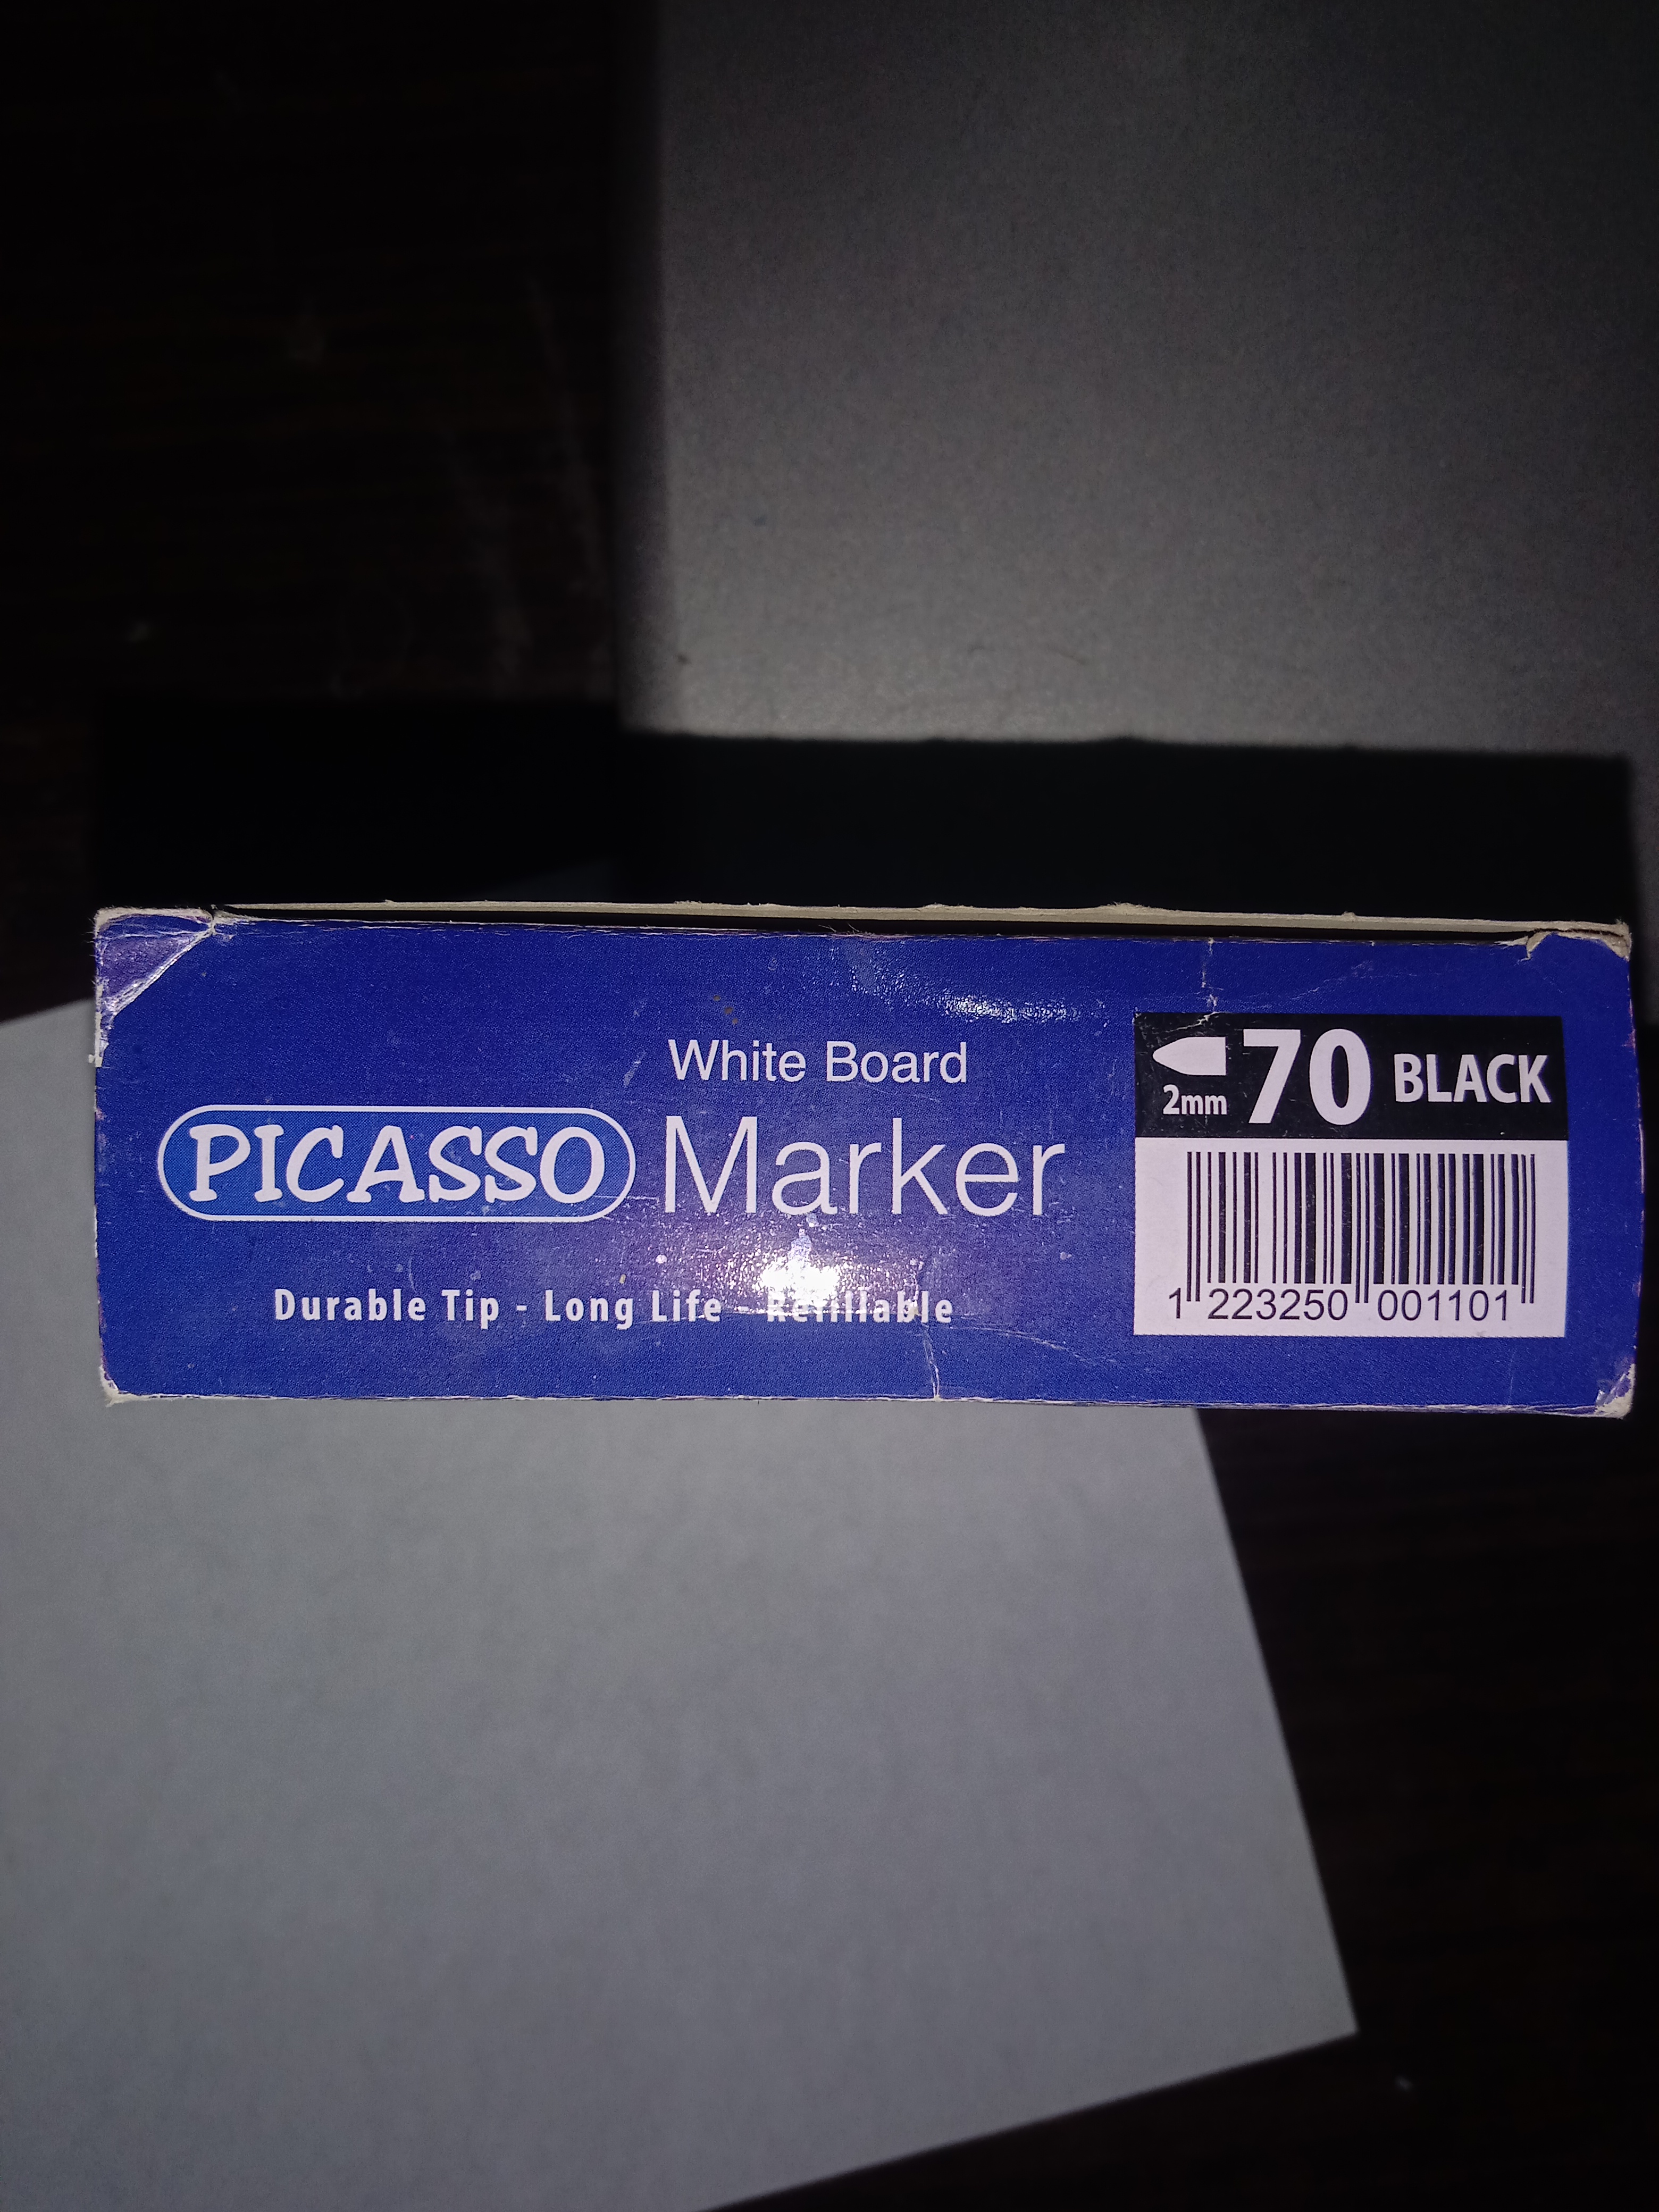 White Board
PICASSO Marker
Durable Tip - Long Life - Refillable
2mm 70 BLACK
1 223250 001101